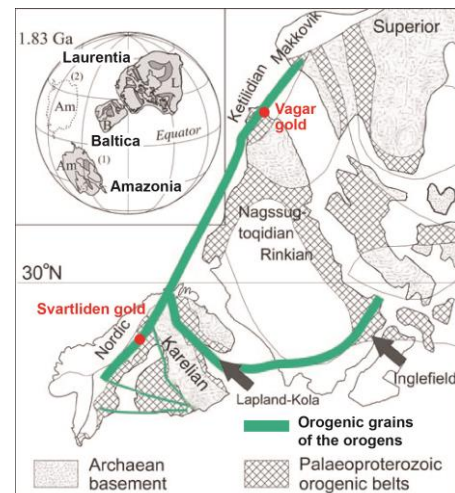 1.83 Ga
Laurentia
(2)
Am
L
B
Baltica
Equator
(1)
Am
Amazonia
Superior
Makkovik
Ketilidian
Vagar
gold
Nagssug-
toqidian
Rinkian
30°N
Svartliden gold
Nordic
Karelian
Lapland-Kola
Inglefield
Orogenic grains
of the orogens
Archaean
basement
Palaeoproterozoic
orogenic belts